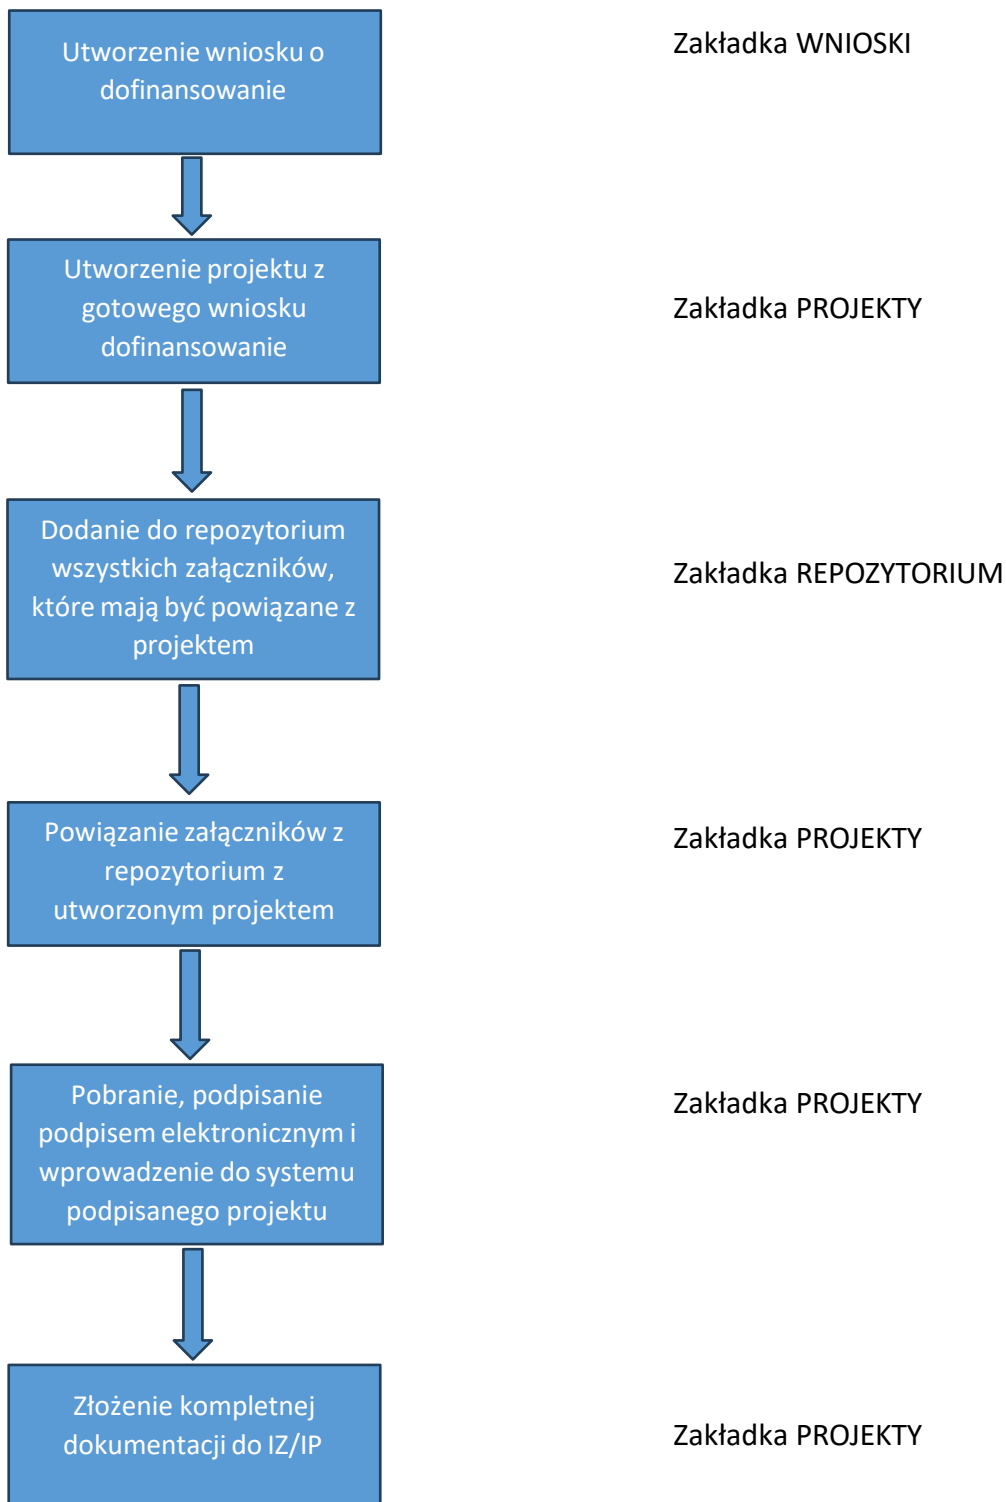 Utworzenie wniosku o
dofinansowanie
Zakładka WNIOSKI
Utworzenie projektu z
gotowego wniosku
dofinansowanie
Zakładka PROJEKTY
Dodanie do repozytorium
wszystkich załączników,
które mają być powiązane z
projektem
Zakładka REPOZYTORIUM
Powiązanie załączników z
repozytorium z
utworzonym projektem
Zakładka PROJEKTY
Pobranie, podpisanie
podpisem elektronicznym i
wprowadzenie do systemu
podpisanego projektu
Zakładka PROJEKTY
Złożenie kompletnej
dokumentacji do IZ/IP
Zakładka PROJEKTY